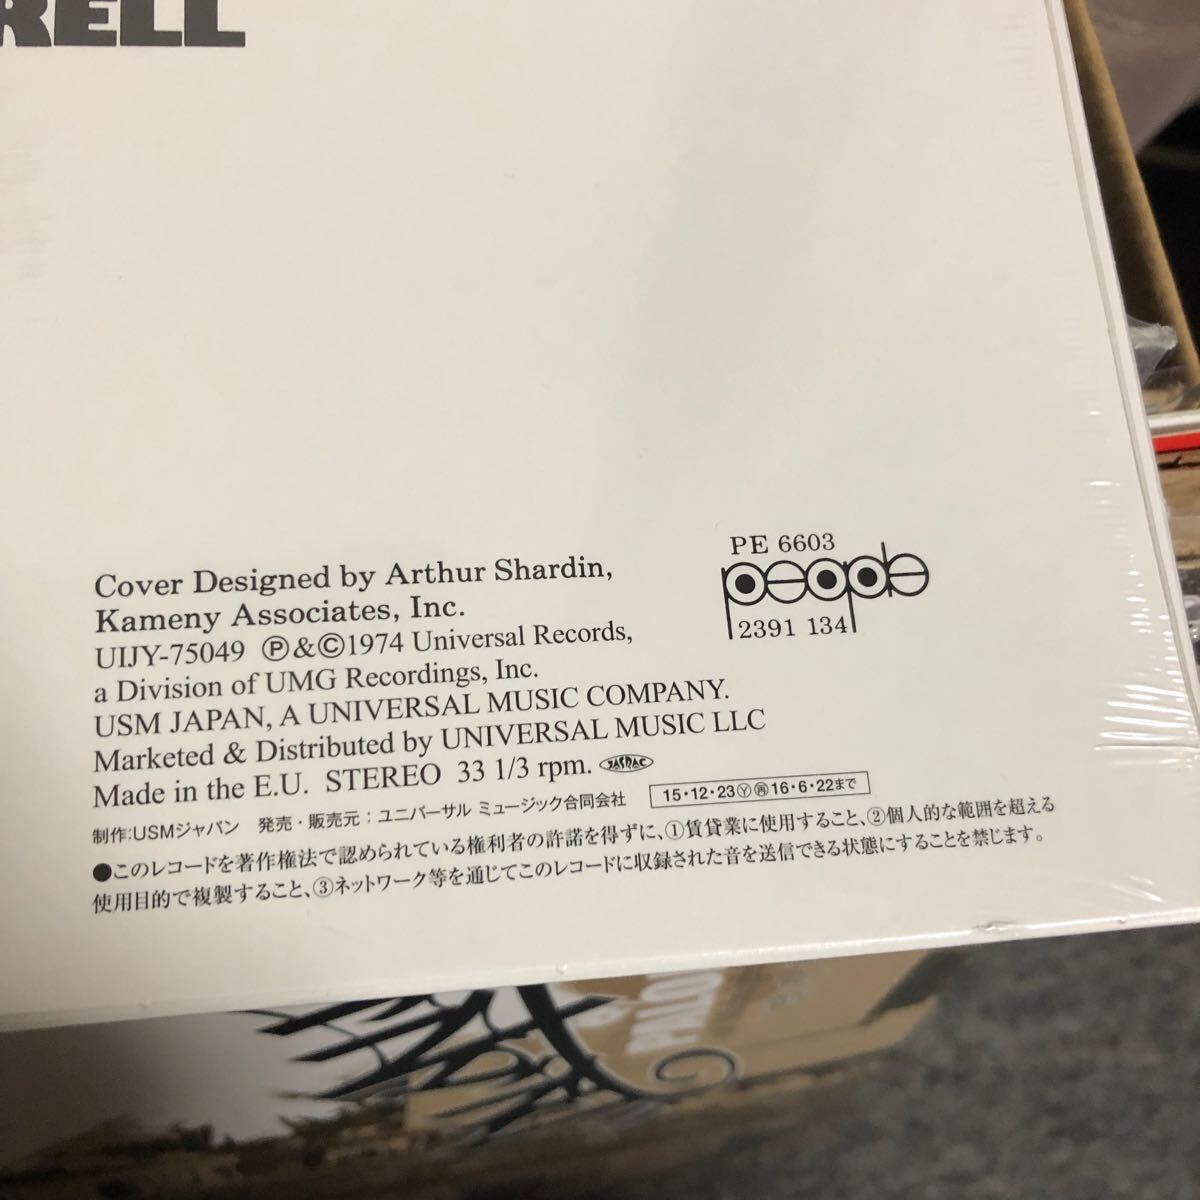 RELL
PE 6603
people
2391 134
Cover Designed by Arthur Shardin,
Kameny Associates, Inc.
UIJY-75049 Ⓟ&©1974 Universal Records,
a Division of UMG Recordings, Inc.
USM JAPAN, A UNIVERSAL MUSIC COMPANY.
Marketed & Distributed by UNIVERSAL MUSIC LLC
Made in the E.U. STEREO 33 1/3 rpm. JASRAC
制作:USMジャパン 発売・販売元：ユニバーサル ミュージック合同会社 15・12・23Ⓨ㊞16・6・22まで
●このレコードを著作権法で認められている権利者の許諾を得ずに、①賃貸業に使用すること、②個人的な範囲を超える
使用目的で複製すること、③ネットワーク等を通じてこのレコードに収録された音を送信できる状態にすることを禁じます。